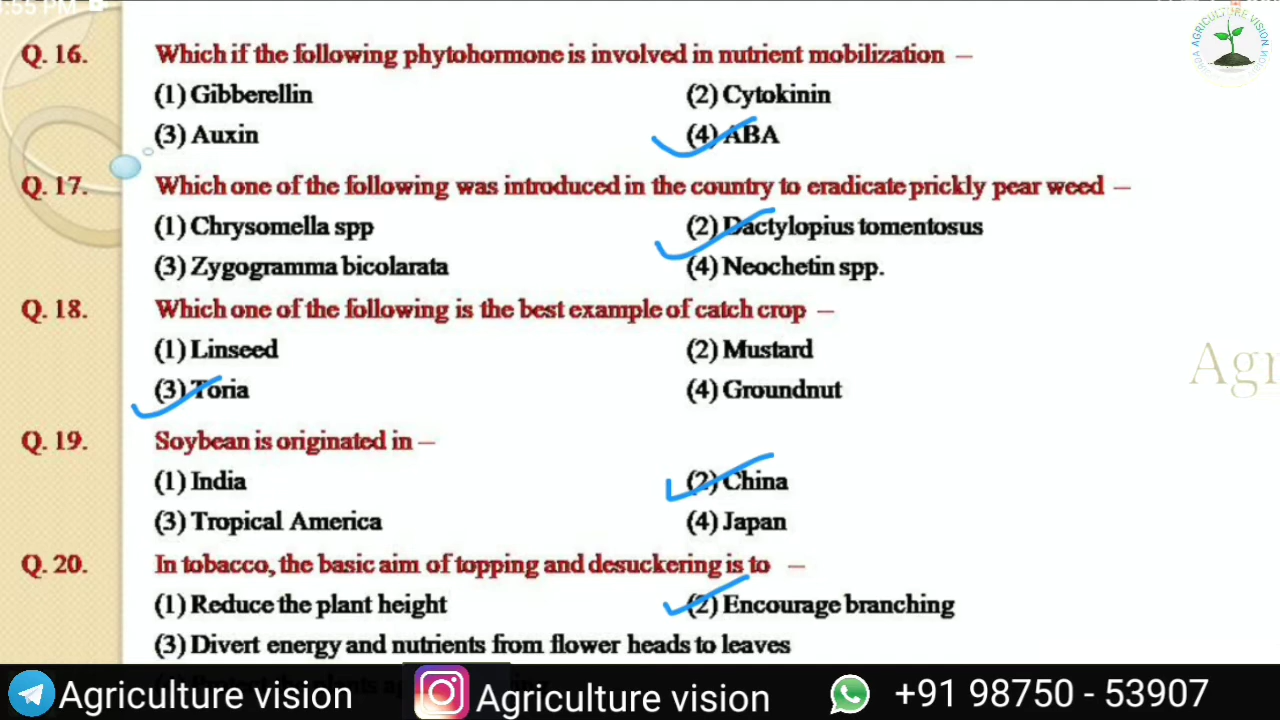 Q. 16. Which if the following phytohormone is involved in nutrient mobilization –
(1) Gibberellin (2) Cytokinin
(3) Auxin (4) ABA
Q. 17. Which one of the following was introduced in the country to eradicate prickly pear weed –
(1) Chrysomella spp (2) Dactylopius tomentosus
(3) Zygogramma bicolarata (4) Neochetin spp.
Q. 18. Which one of the following is the best example of catch crop –
(1) Linseed (2) Mustard
(3) Toria (4) Groundnut
Q. 19. Soybean is originated in –
(1) India (2) China
(3) Tropical America (4) Japan
Q. 20. In tobacco, the basic aim of topping and desuckering is to –
(1) Reduce the plant height (2) Encourage branching
(3) Divert energy and nutrients from flower heads to leaves
Agriculture vision Agriculture vision +91 98750 - 53907
AGRICULTURE VISION
Agr